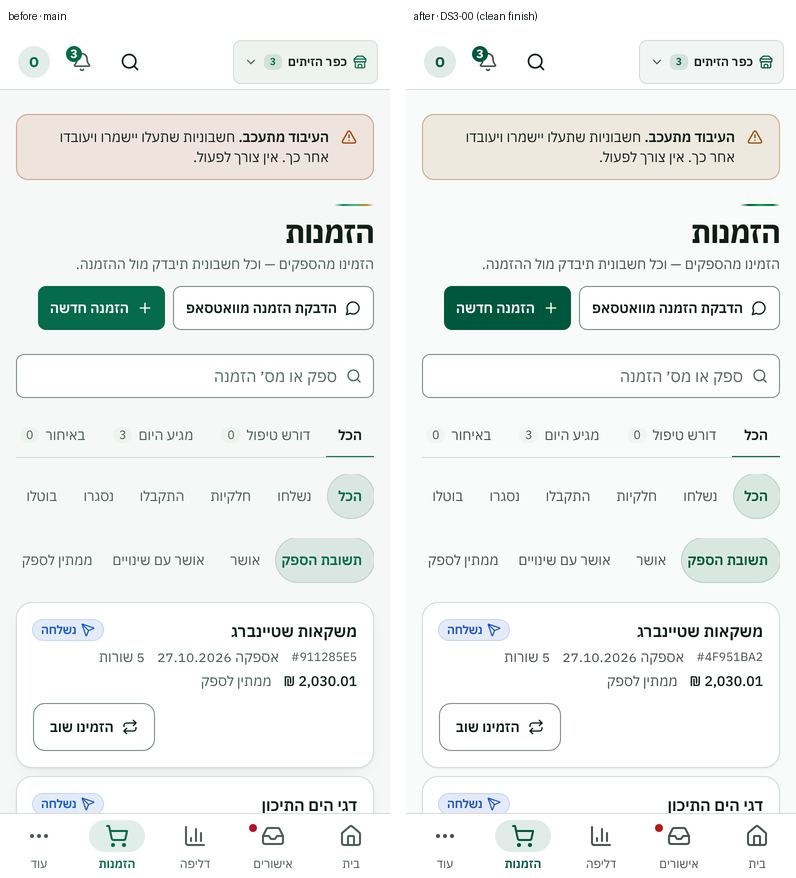 before · main
כפר הזיתים 3
3
O
העיבוד מתעכב. חשבוניות שתעלו יישמרו ויעובדו
אחר כך. אין צורך לפעול.
הזמנות
הזמינו מהספקים — וכל חשבונית תיבדק מול ההזמנה.
הדבקת הזמנה מוואטסאפ
הזמנה חדשה
ספק או מס׳ הזמנה
הכל דורש טיפול 0 מגיע היום 3 באיחור 0
הכל נשלחו חלקיות התקבלו נסגרו בוטלו
תשובת הספק אושר אושר עם שינויים ממתין לספק
משקאות שטיינברג נשלחה
#911285E5 אספקה 27.10.2026 5 שורות
2,030.01 ₪ ממתין לספק
הזמינו שוב
דגי הים התיכון נשלחה
בית אישורים דליפה הזמנות עוד
after · DS3-00 (clean finish)
כפר הזיתים 3
3
O
העיבוד מתעכב. חשבוניות שתעלו יישמרו ויעובדו
אחר כך. אין צורך לפעול.
הזמנות
הזמינו מהספקים — וכל חשבונית תיבדק מול ההזמנה.
הדבקת הזמנה מוואטסאפ
הזמנה חדשה
ספק או מס׳ הזמנה
הכל דורש טיפול 0 מגיע היום 3 באיחור 0
הכל נשלחו חלקיות התקבלו נסגרו בוטלו
תשובת הספק אושר אושר עם שינויים ממתין לספק
משקאות שטיינברג נשלחה
#4F951BA2 אספקה 27.10.2026 5 שורות
2,030.01 ₪ ממתין לספק
הזמינו שוב
דגי הים התיכון נשלחה
בית אישורים דליפה הזמנות עוד